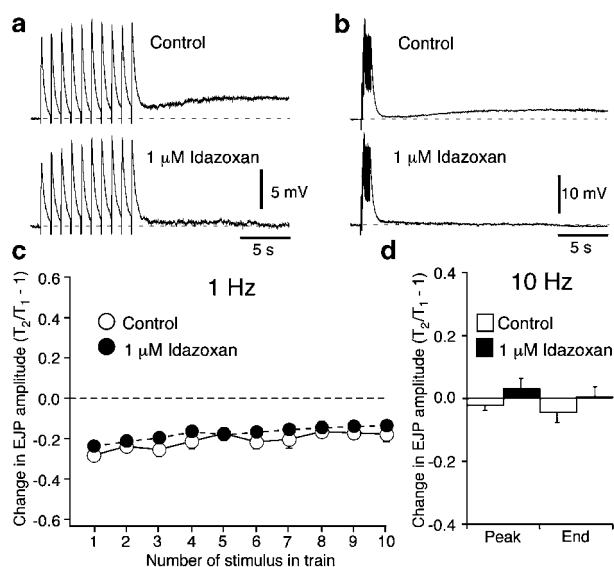 a
Control
1 µM Idazoxan
5 mV
5 s
b
Control
1 µM Idazoxan
10 mV
5 s
c
1 Hz
Control
1 µM Idazoxan
Change in EJP amplitude (T2/T1 - 1)
0.6
0.4
0.2
0.0
-0.2
-0.4
-0.6
1 2 3 4 5 6 7 8 9 10
Number of stimulus in train
d
10 Hz
Control
1 µM Idazoxan
Change in EJP amplitude (T2/T1 - 1)
0.4
0.2
0.0
-0.2
-0.4
Peak End